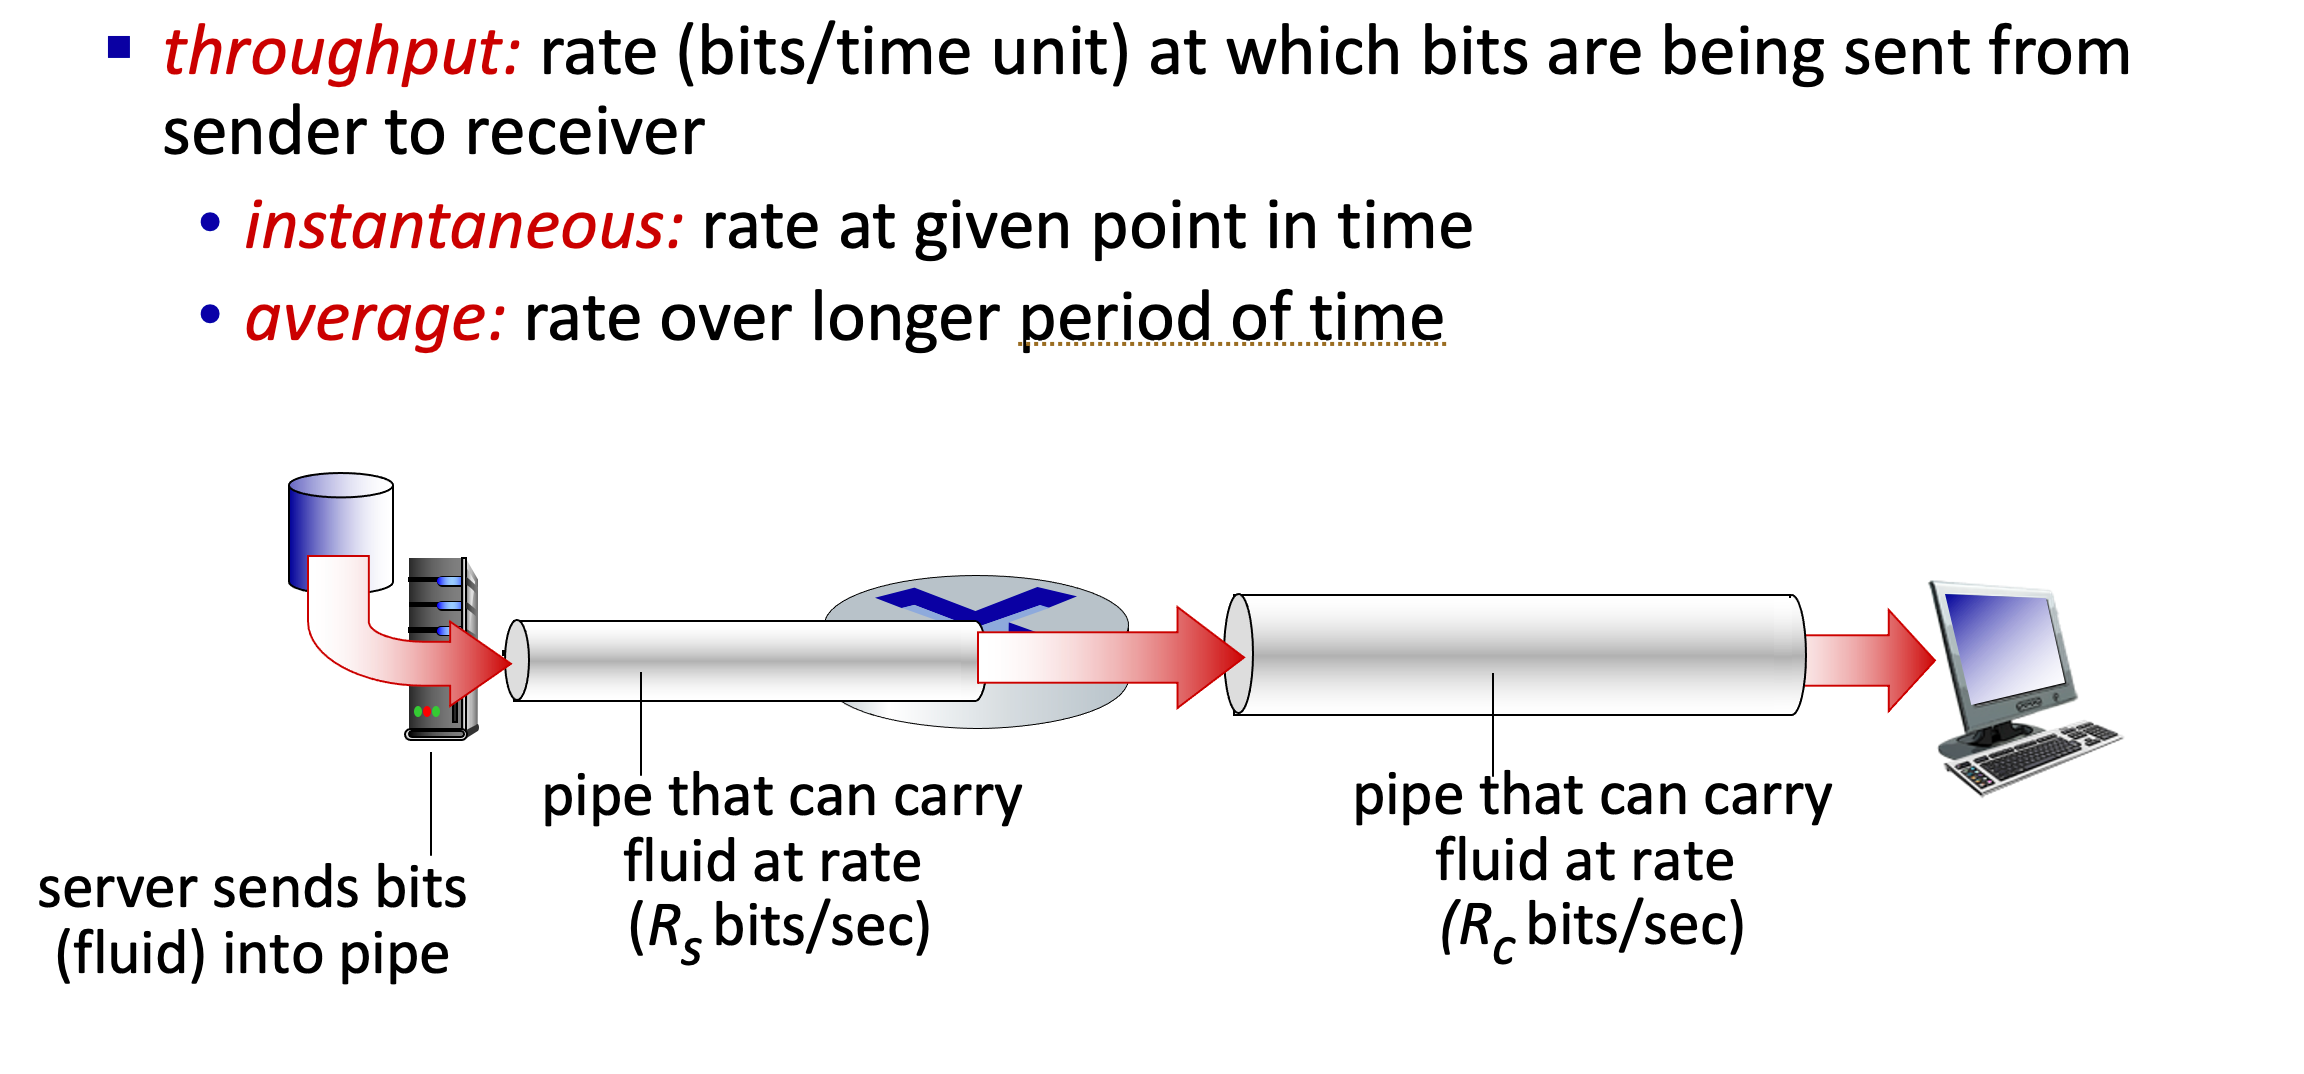 throughput: rate (bits/time unit) at which bits are being sent from
sender to receiver
instantaneous: rate at given point in time
average: rate over longer period of time
server sends bits
(fluid) into pipe
pipe that can carry
fluid at rate
(Rs bits/sec)
pipe that can carry
fluid at rate
(Rc bits/sec)